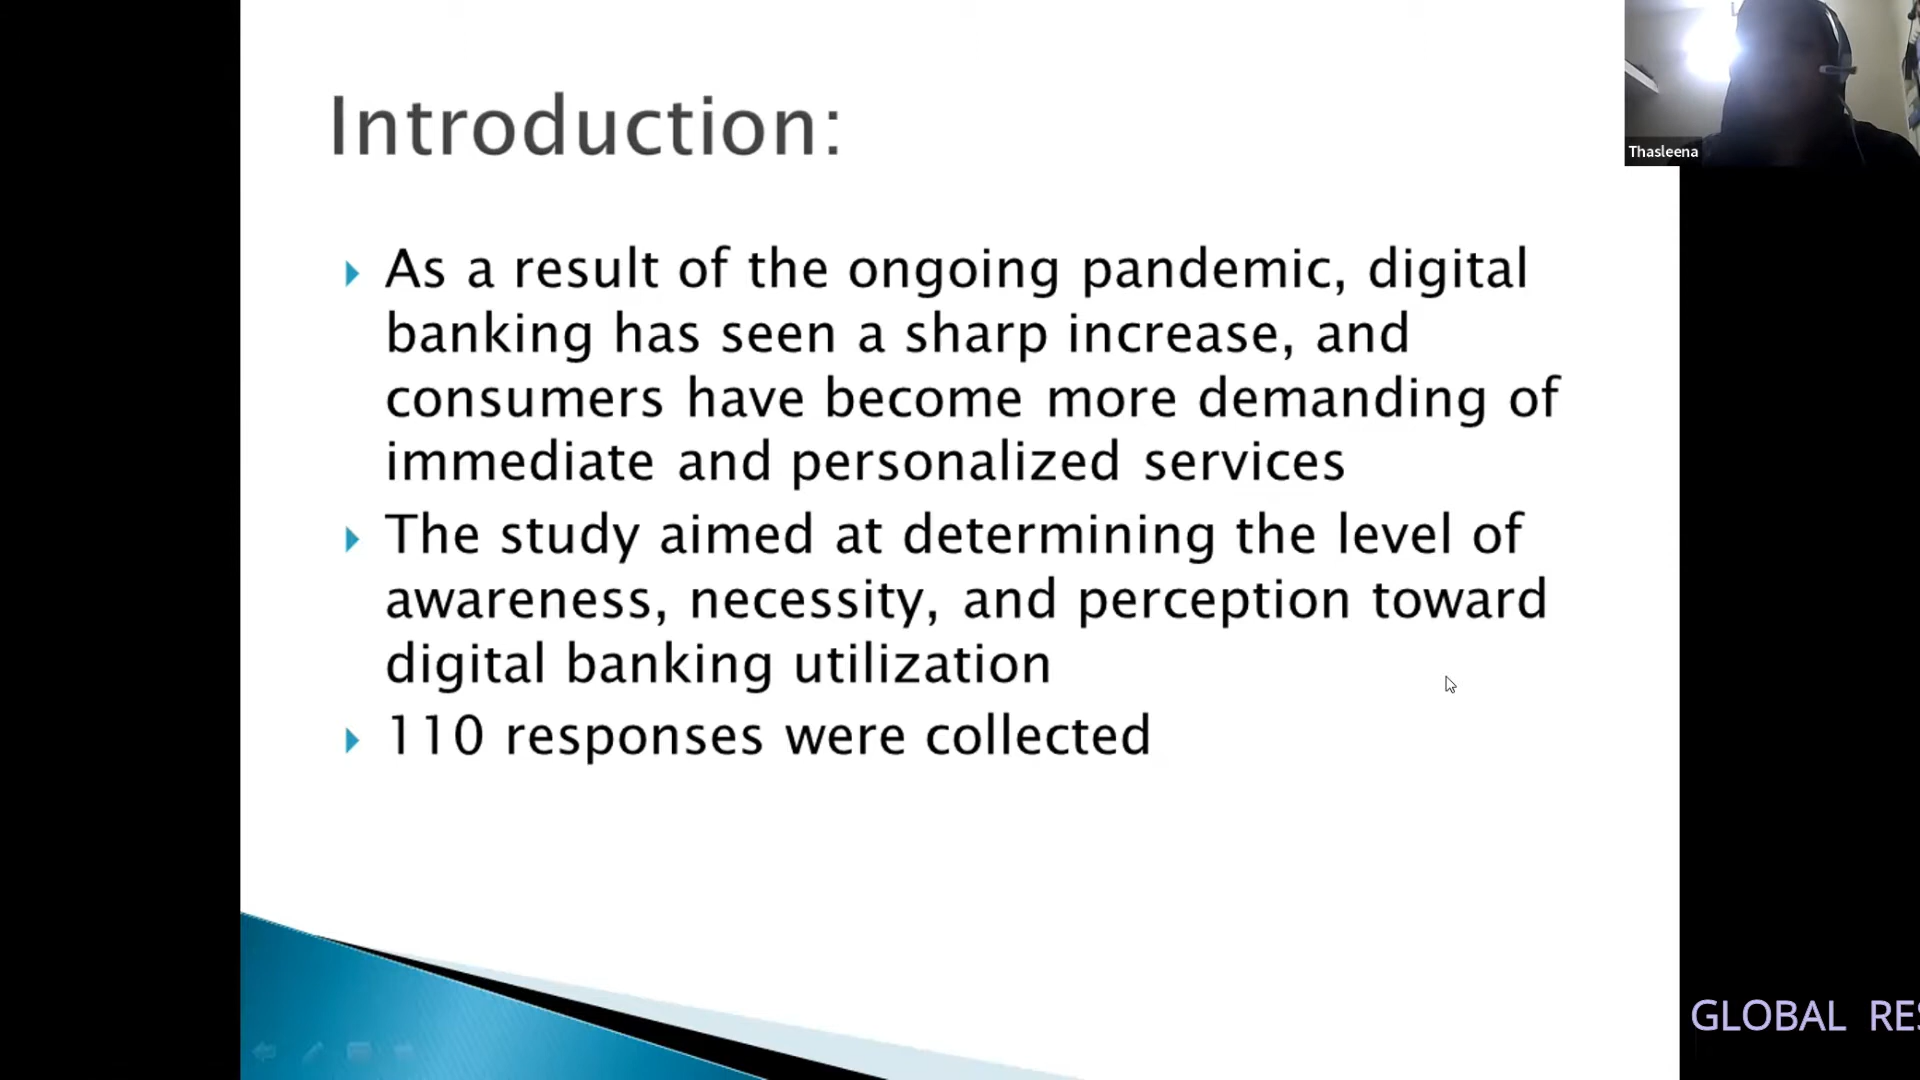 Introduction:
As a result of the ongoing pandemic, digital
banking has seen a sharp increase, and
consumers have become more demanding of
immediate and personalized services
The study aimed at determining the level of
awareness, necessity, and perception toward
digital banking utilization
110 responses were collected
Thasleena
GLOBAL